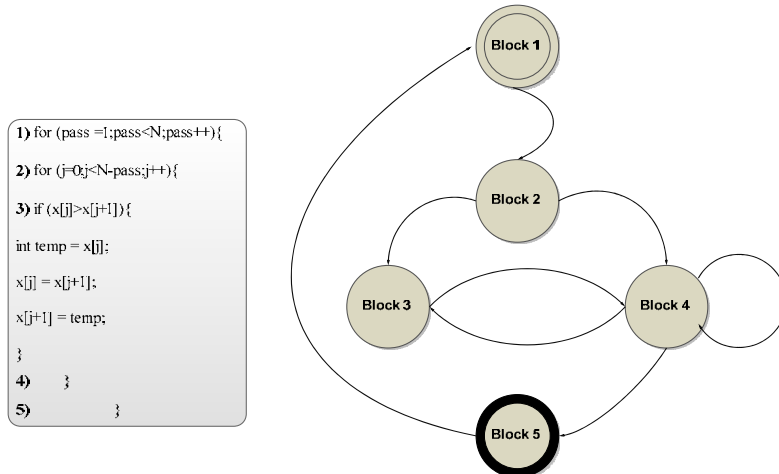 1) for (pass =1;pass<N;pass++){
2) for (j=0;j<N-pass;j++){
3) if (x[j]>x[j+1]){
int temp = x[j];
x[j] = x[j+1];
x[j+1] = temp;
}
4) }
5) }
Block 1
Block 2
Block 3
Block 4
Block 5